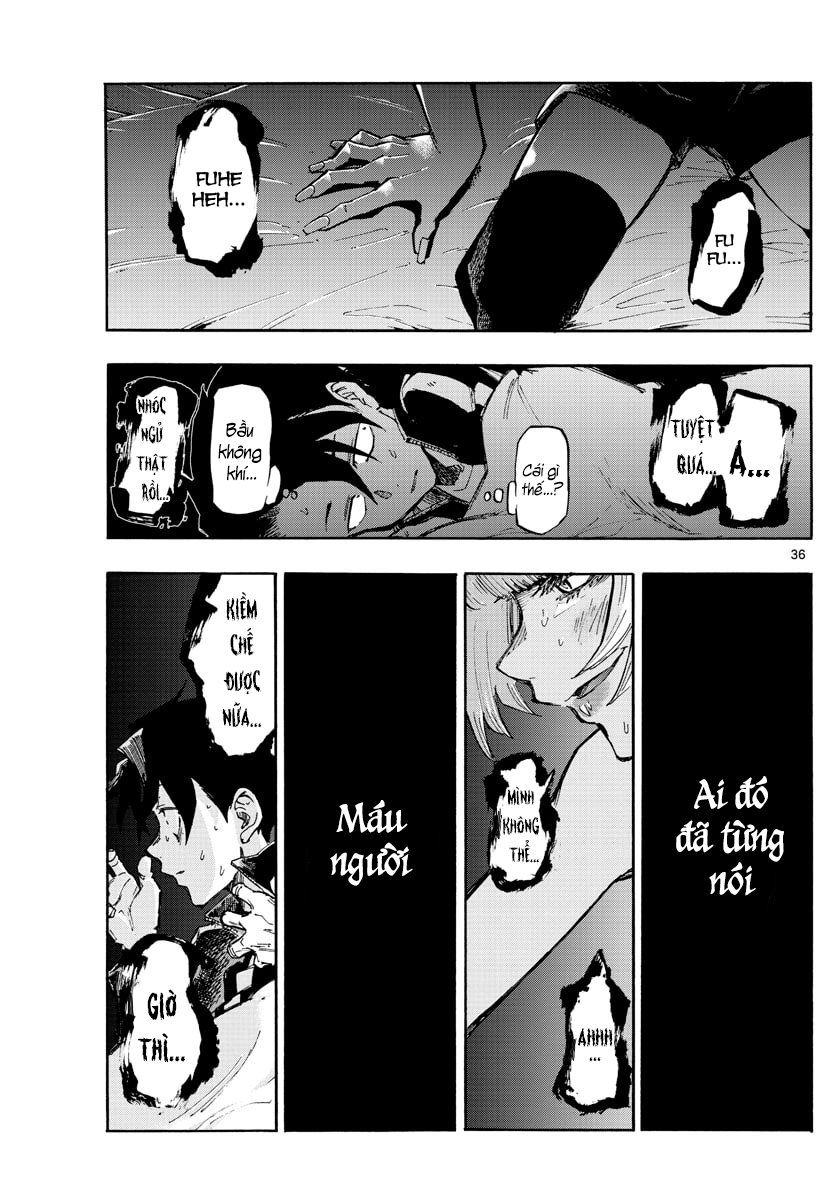 FU
FU...
FUHE
HEH...
Á...
TUYỆT
QUÁ...
Cái gì
thế...?
Bầu
không
khí...
NHÓC
NGỦ
THẬT
RỒI...
36
Ai đó
đã từng
nói
MÌNH
KHÔNG
THỂ...
AHHH
...
Máu
người
KIỀM
CHẾ
ĐƯỢC
NỮA...
GIỜ
THÌ...